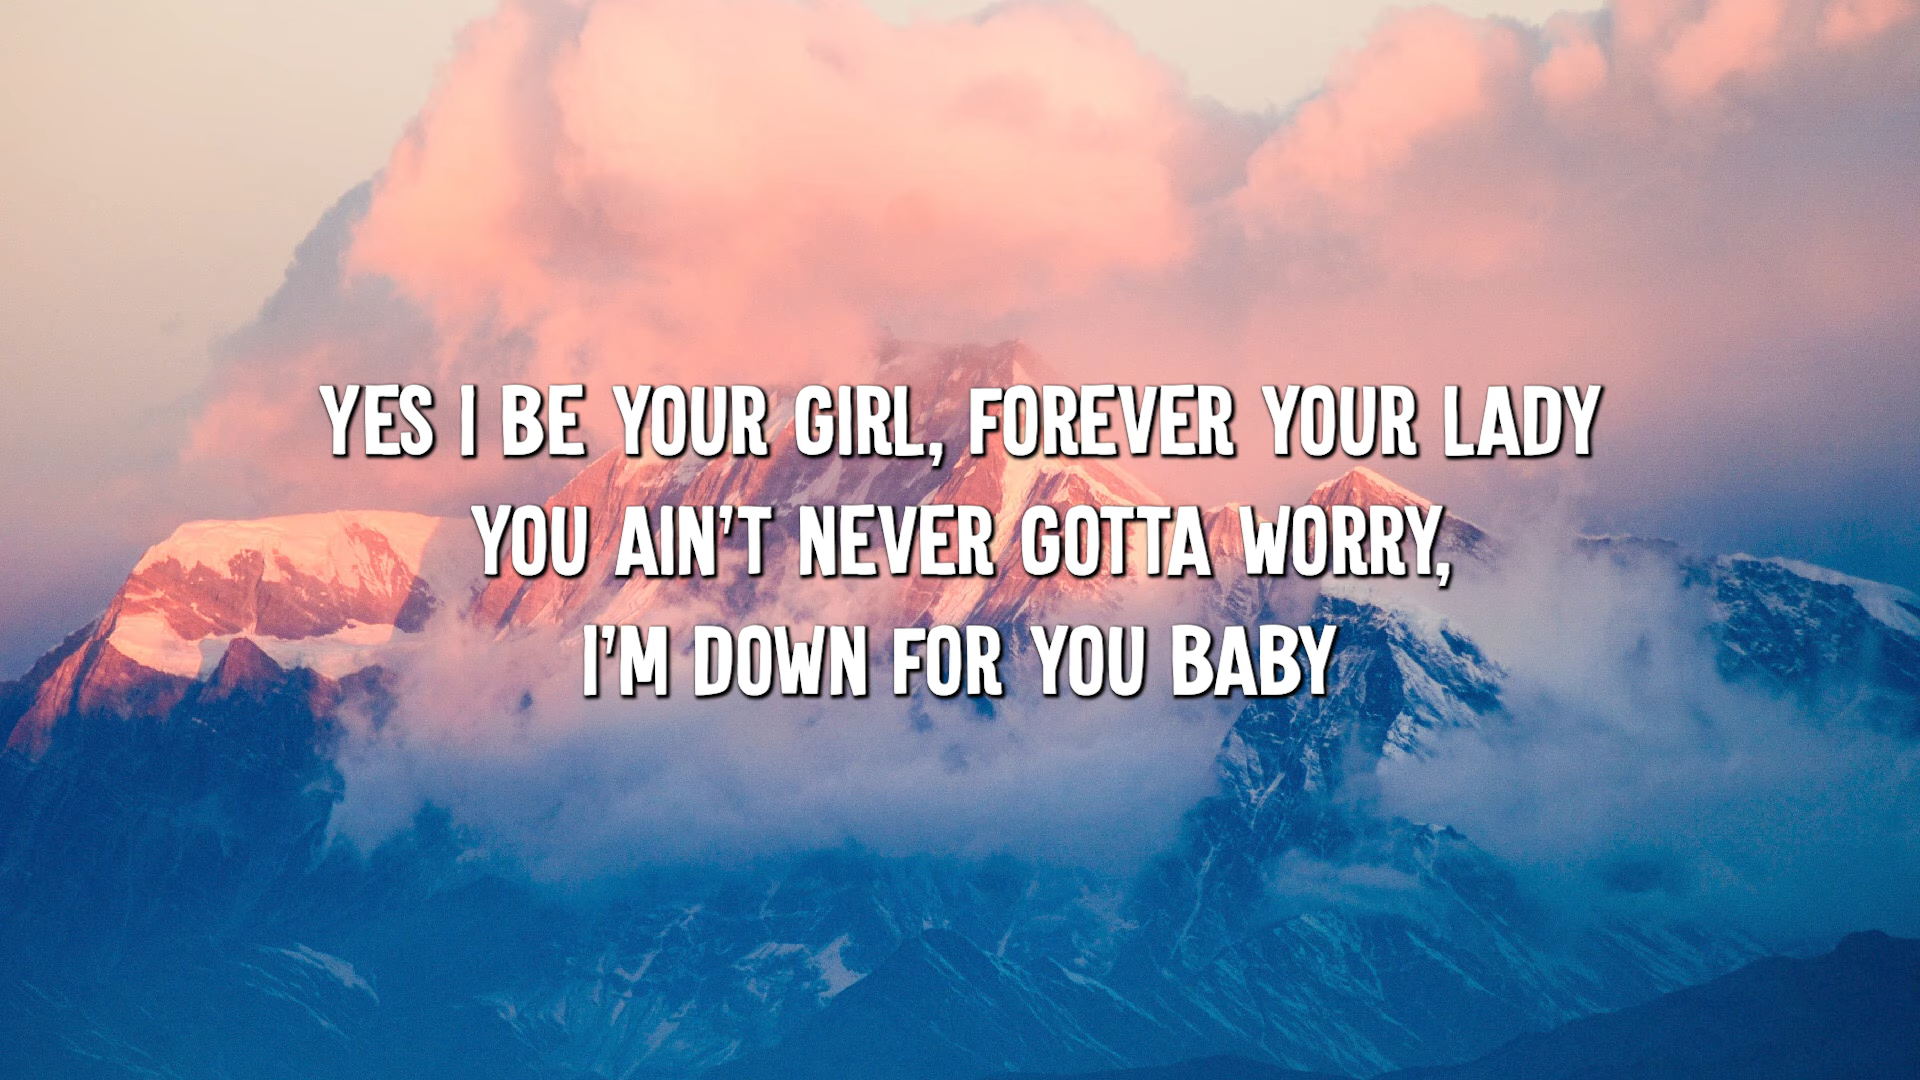 YES I BE YOUR GIRL, FOREVER YOUR LADY
YOU AIN'T NEVER GOTTA WORRY,
I'M DOWN FOR YOU BABY